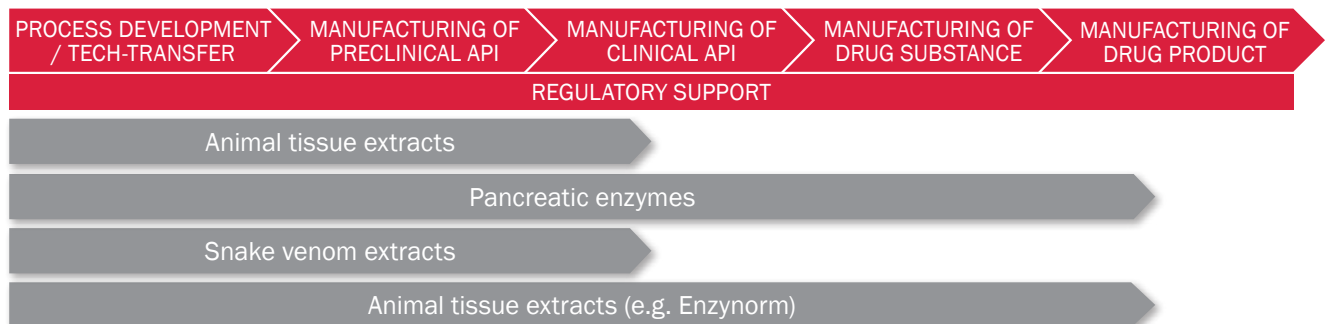 PROCESS DEVELOPMENT
/ TECH-TRANSFER
MANUFACTURING OF
PRECLINICAL API
MANUFACTURING OF
CLINICAL API
MANUFACTURING OF
DRUG SUBSTANCE
MANUFACTURING OF
DRUG PRODUCT
REGULATORY SUPPORT
Animal tissue extracts
Pancreatic enzymes
Snake venom extracts
Animal tissue extracts (e.g. Enzynorm)